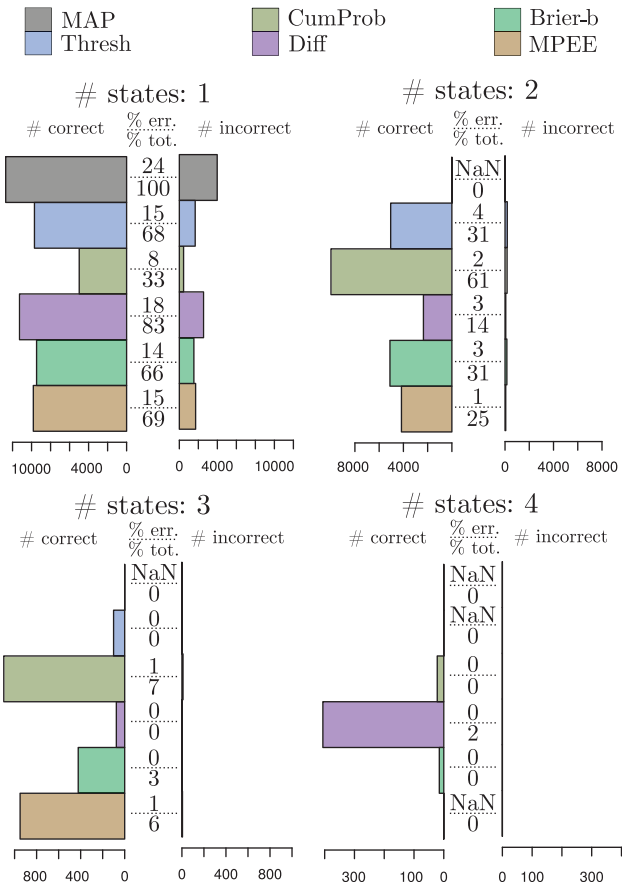 MAP CumProb Brier-b
Thresh Diff MPEE
# states: 1
# correct % err. # incorrect
% tot.
24
100
15
68
8
33
18
83
14
66
15
69
10000 4000 0 0 4000 10000
# states: 2
# correct % err. # incorrect
% tot.
NaN
0
4
31
2
61
3
14
3
31
1
25
8000 4000 0 0 4000 8000
# states: 3
# correct % err. # incorrect
% tot.
NaN
0
0
0
1
7
0
0
0
3
1
6
800 400 0 0 400 800
# states: 4
# correct % err. # incorrect
% tot.
NaN
0
NaN
0
0
0
0
2
0
0
NaN
0
300 100 0 0 100 300